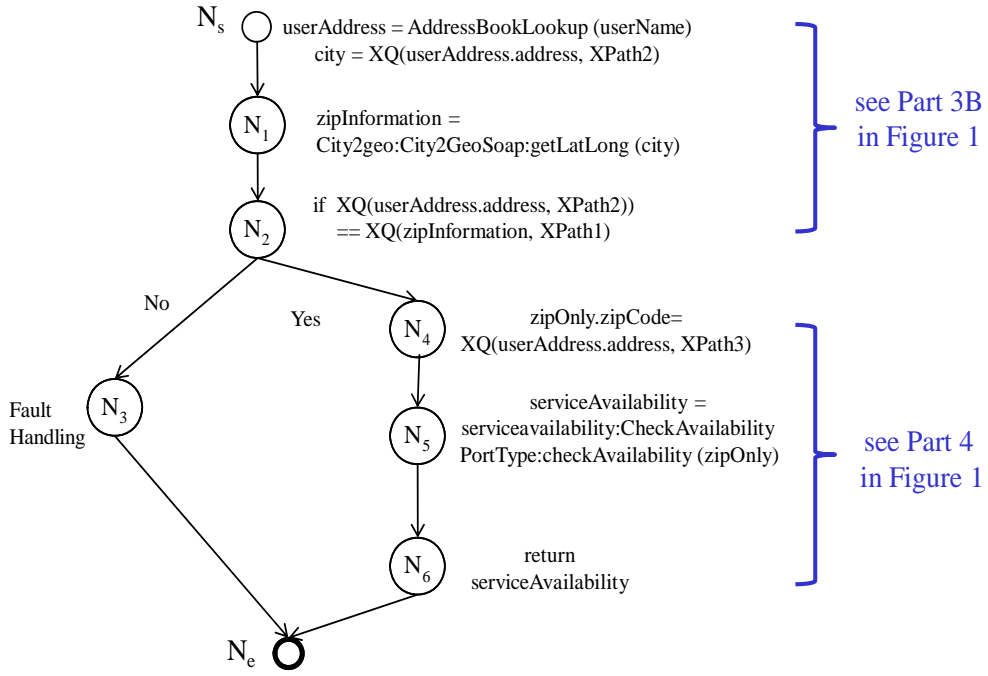 Nₛ
userAddress = AddressBookLookup (userName)
city = XQ(userAddress.address, XPath2)
see Part 3B
in Figure 1
N₁
zipInformation =
City2geo:City2GeoSoap:getLatLong (city)
N₂
if XQ(userAddress.address, XPath2))
== XQ(zipInformation, XPath1)
No
Yes
N₄
zipOnly.zipCode=
XQ(userAddress.address, XPath3)
Fault
Handling
N₃
N₅
serviceAvailability =
serviceavailability:CheckAvailability
PortType:checkAvailability (zipOnly)
see Part 4
in Figure 1
N₆
return
serviceAvailability
Nₑ